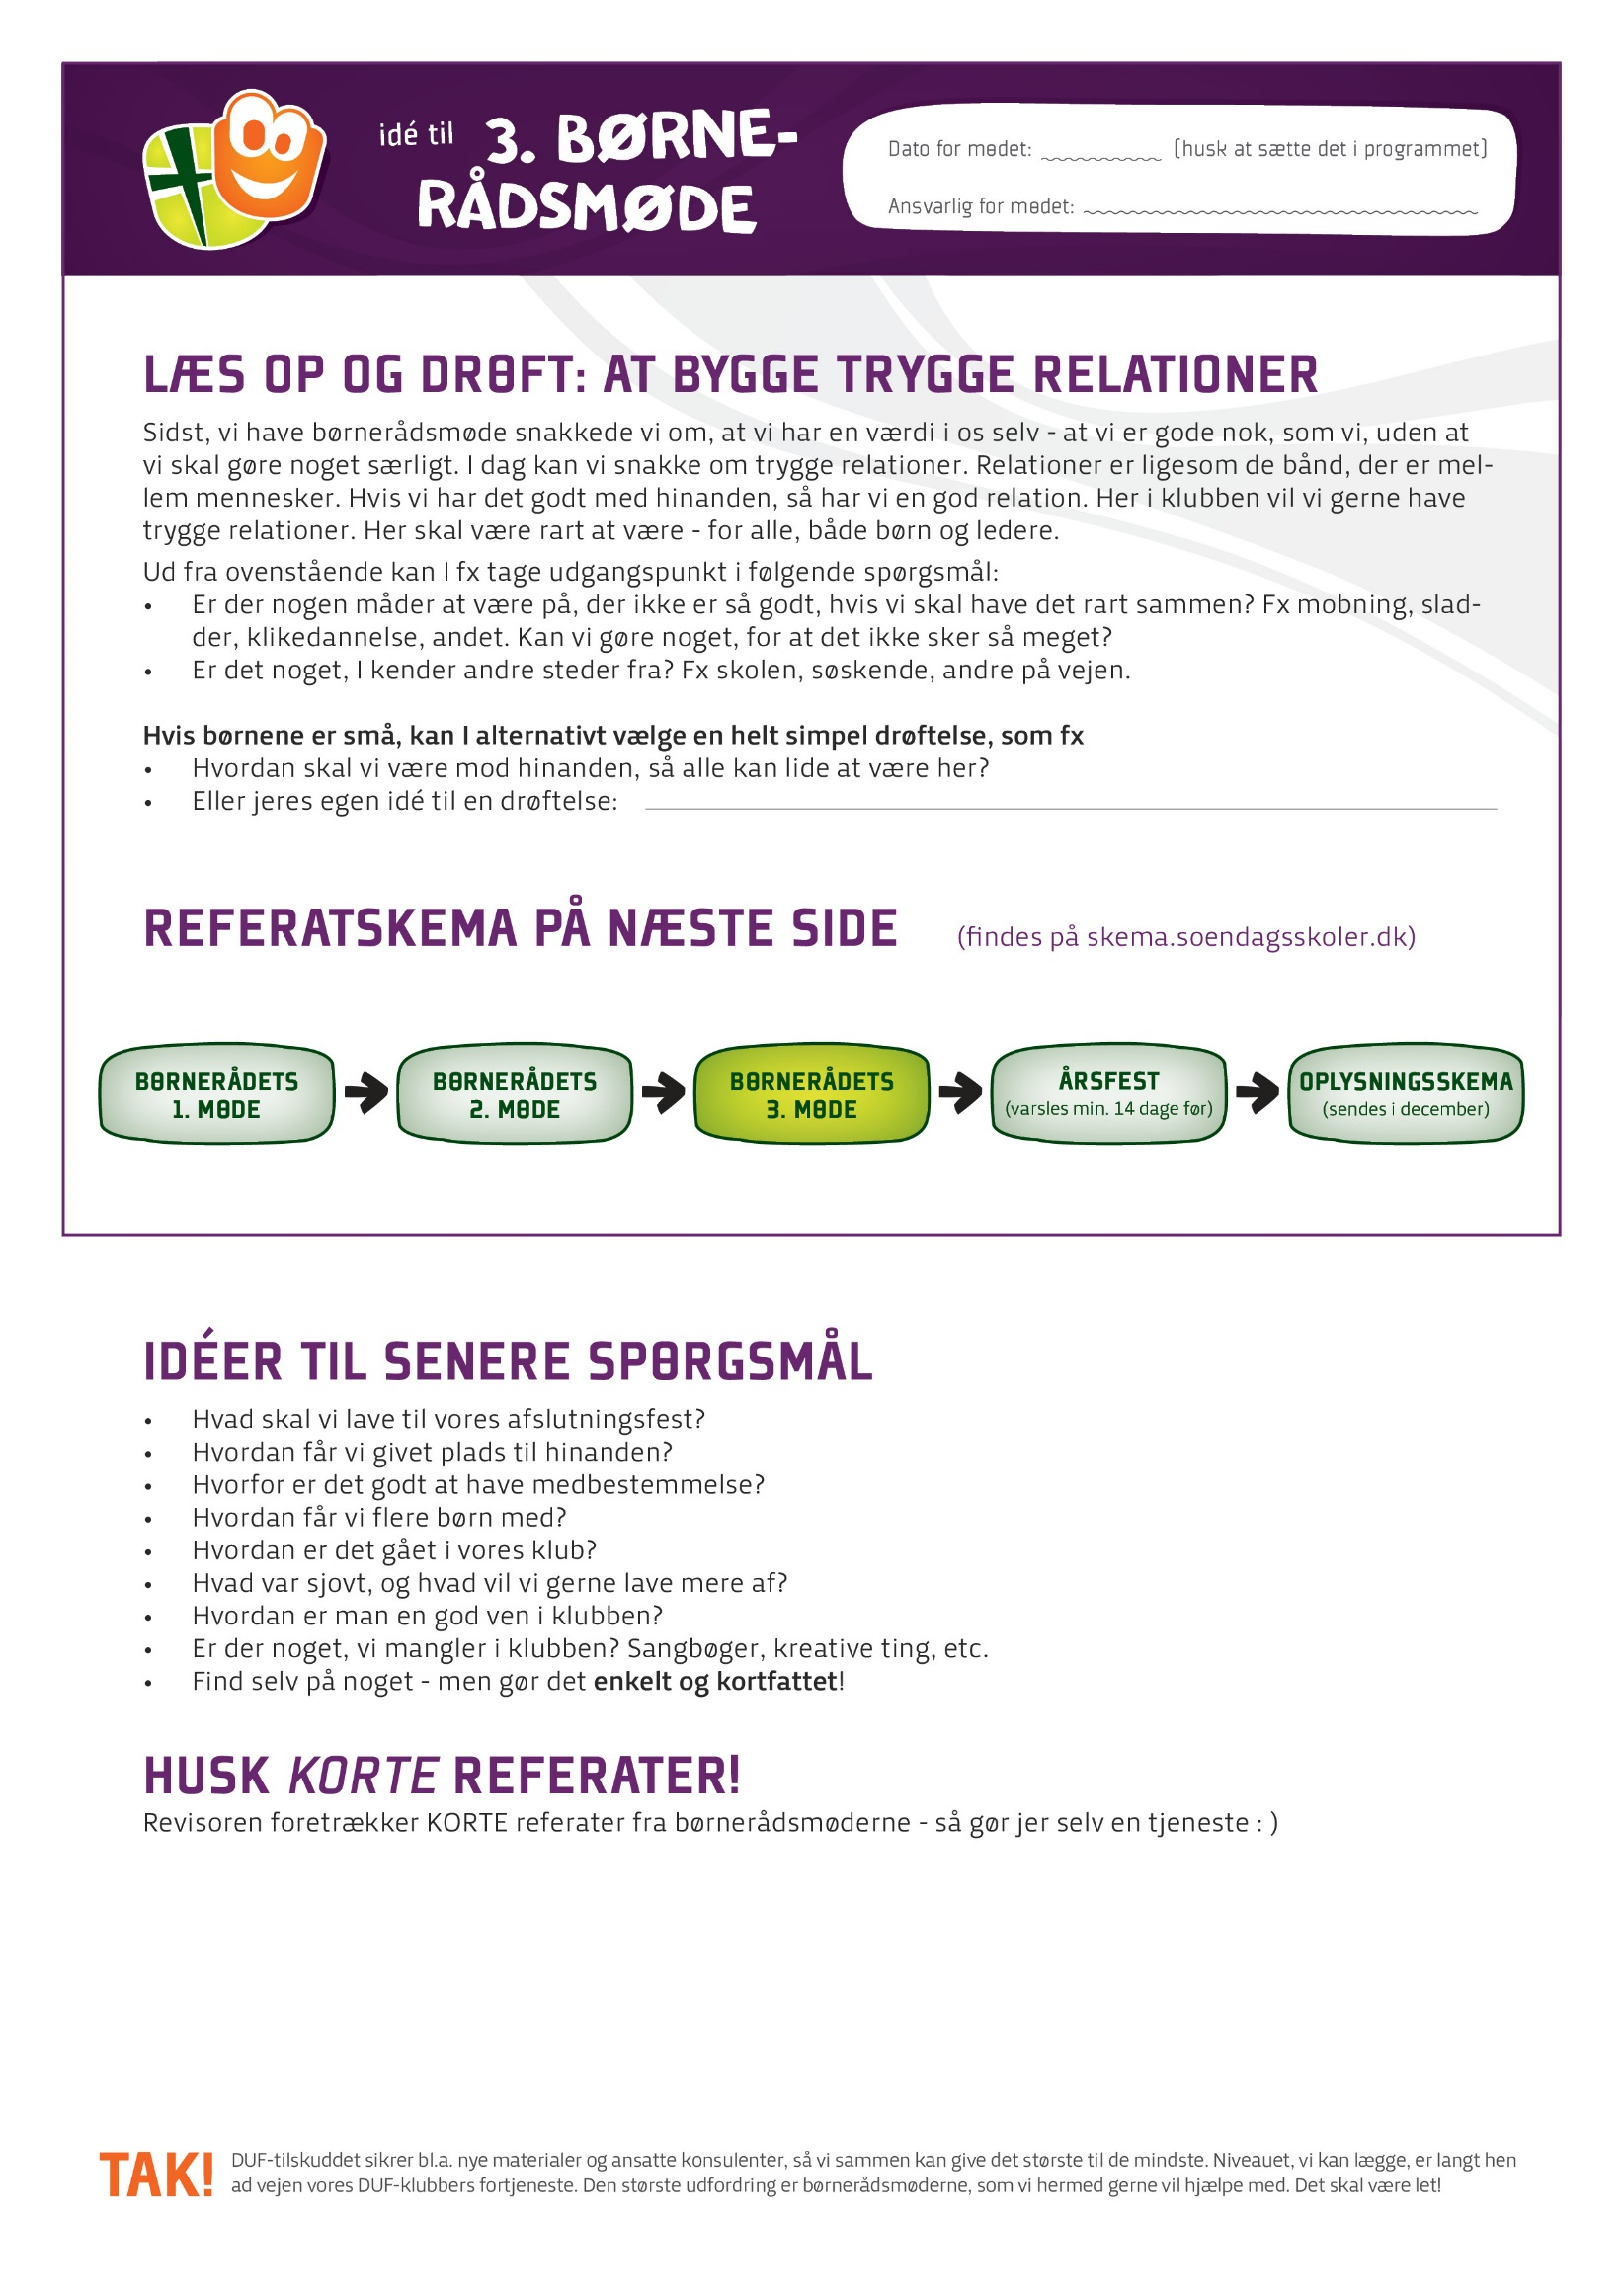 idé til 3. BØRNE-
RÅDSMØDE
Dato for mødet: (husk at sætte det i programmet)
Ansvarlig for mødet:
LÆS OP OG DRØFT: AT BYGGE TRYGGE RELATIONER
Sidst, vi have børnerådsmøde snakkede vi om, at vi har en værdi i os selv - at vi er gode nok, som vi, uden at
vi skal gøre noget særligt. I dag kan vi snakke om trygge relationer. Relationer er ligesom de bånd, der er mel-
lem mennesker. Hvis vi har det godt med hinanden, så har vi en god relation. Her i klubben vil vi gerne have
trygge relationer. Her skal være rart at være - for alle, både børn og ledere.
Ud fra ovenstående kan I fx tage udgangspunkt i følgende spørgsmål:
• Er der nogen måder at være på, der ikke er så godt, hvis vi skal have det rart sammen? Fx mobning, slad-
der, klikedannelse, andet. Kan vi gøre noget, for at det ikke sker så meget?
• Er det noget, I kender andre steder fra? Fx skolen, søskende, andre på vejen.
Hvis børnene er små, kan I alternativt vælge en helt simpel drøftelse, som fx
• Hvordan skal vi være mod hinanden, så alle kan lide at være her?
• Eller jeres egen idé til en drøftelse:
REFERATSKEMA PÅ NÆSTE SIDE (findes på skema.soendagsskoler.dk)
BØRNERÅDETS
1. MØDE
BØRNERÅDETS
2. MØDE
BØRNERÅDETS
3. MØDE
ÅRSFEST
(varsles min. 14 dage før)
OPLYSNINGSSKEMA
(sendes i december)
IDÉER TIL SENERE SPØRGSMÅL
• Hvad skal vi lave til vores afslutningsfest?
• Hvordan får vi givet plads til hinanden?
• Hvorfor er det godt at have medbestemmelse?
• Hvordan får vi flere børn med?
• Hvordan er det gået i vores klub?
• Hvad var sjovt, og hvad vil vi gerne lave mere af?
• Hvordan er man en god ven i klubben?
• Er der noget, vi mangler i klubben? Sangbøger, kreative ting, etc.
• Find selv på noget - men gør det enkelt og kortfattet!
HUSK KORTE REFERATER!
Revisoren foretrækker KORTE referater fra børnerådsmøderne - så gør jer selv en tjeneste : )
TAK!
DUF-tilskuddet sikrer bl.a. nye materialer og ansatte konsulenter, så vi sammen kan give det største til de mindste. Niveauet, vi kan lægge, er langt hen
ad vejen vores DUF-klubbers fortjeneste. Den største udfordring er børnerådsmøderne, som vi hermed gerne vil hjælpe med. Det skal være let!